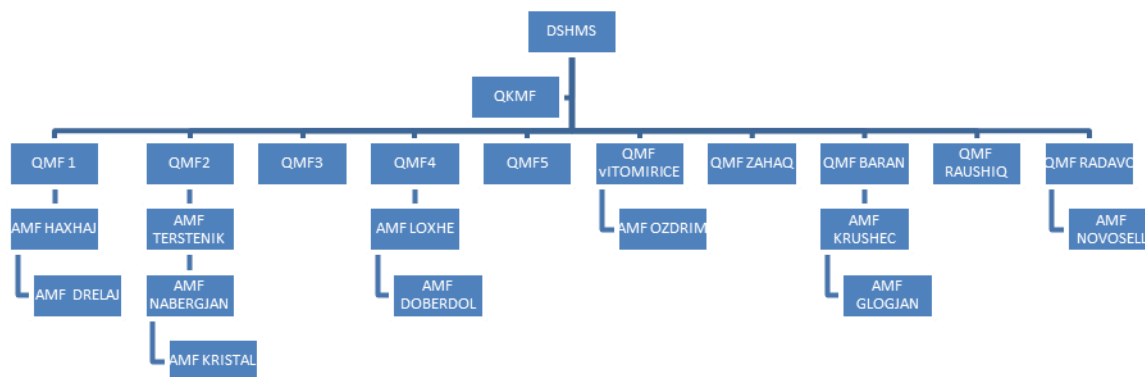 DSHMS
QKMF
QMF 1
QMF2
QMF3
QMF4
QMF5
QMF
vITOMIRICE
QMF ZAHAQ
QMF BARAN
QMF
RAUSHIQ
QMF RADAVC
AMF HAXHAJ
AMF
TERSTENIK
AMF LOXHE
AMF OZDRIM
AMF
KRUSHEC
AMF
NOVOSELL
AMF DRELAJ
AMF
NABERGJAN
AMF
DOBERDOL
AMF
GLOGJAN
AMF KRISTAL